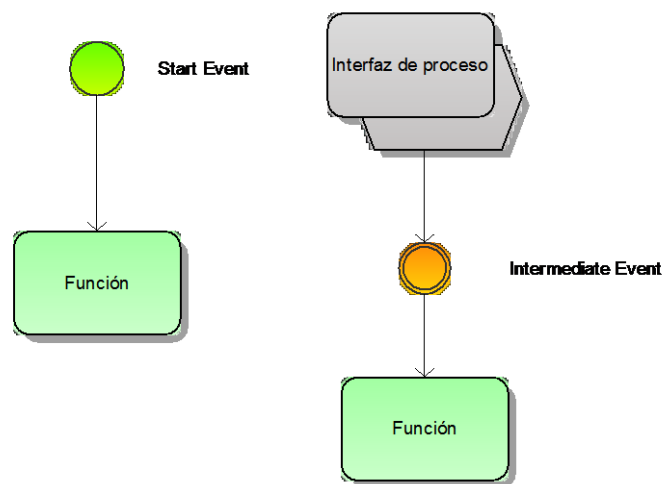 Start Event
Función
Interfaz de proceso
Intermediate Event
Función